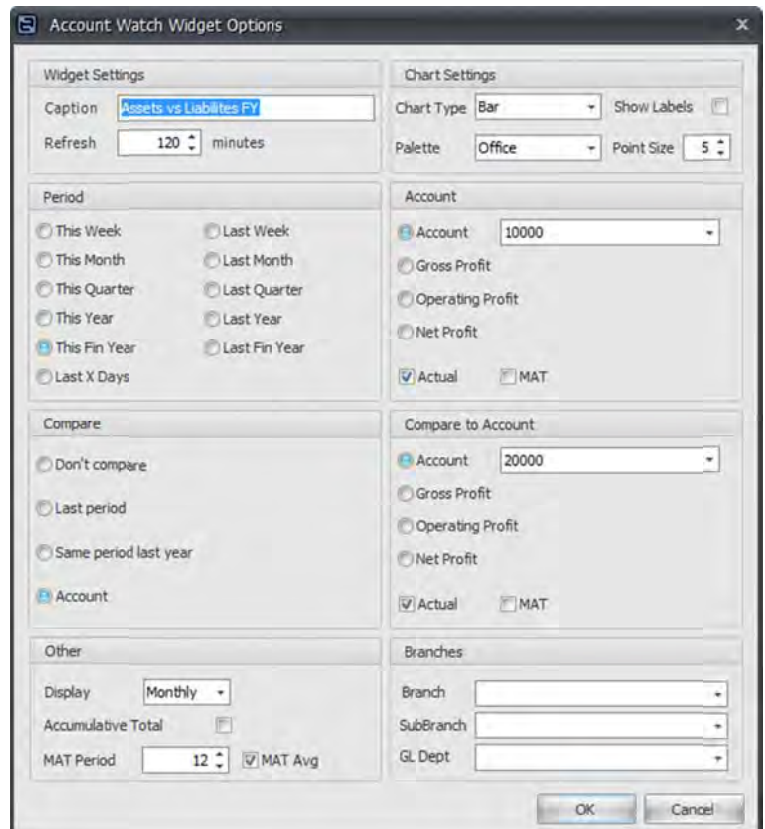 Account Watch Widget Options
Widget Settings
Caption Assets vs Liabilites FY
Refresh 120 minutes
Chart Settings
Chart Type Bar Show Labels
Palette Office Point Size 5
Period
This Week Last Week
This Month Last Month
This Quarter Last Quarter
This Year Last Year
This Fin Year Last Fin Year
Last X Days
Account
Account 10000
Gross Profit
Operating Profit
Net Profit
Actual MAT
Compare
Don't compare
Last period
Same period last year
Account
Compare to Account
Account 20000
Gross Profit
Operating Profit
Net Profit
Actual MAT
Other
Display Monthly
Accumulative Total
MAT Period 12 MAT Avg
Branches
Branch
SubBranch
GL Dept
OK Cancel